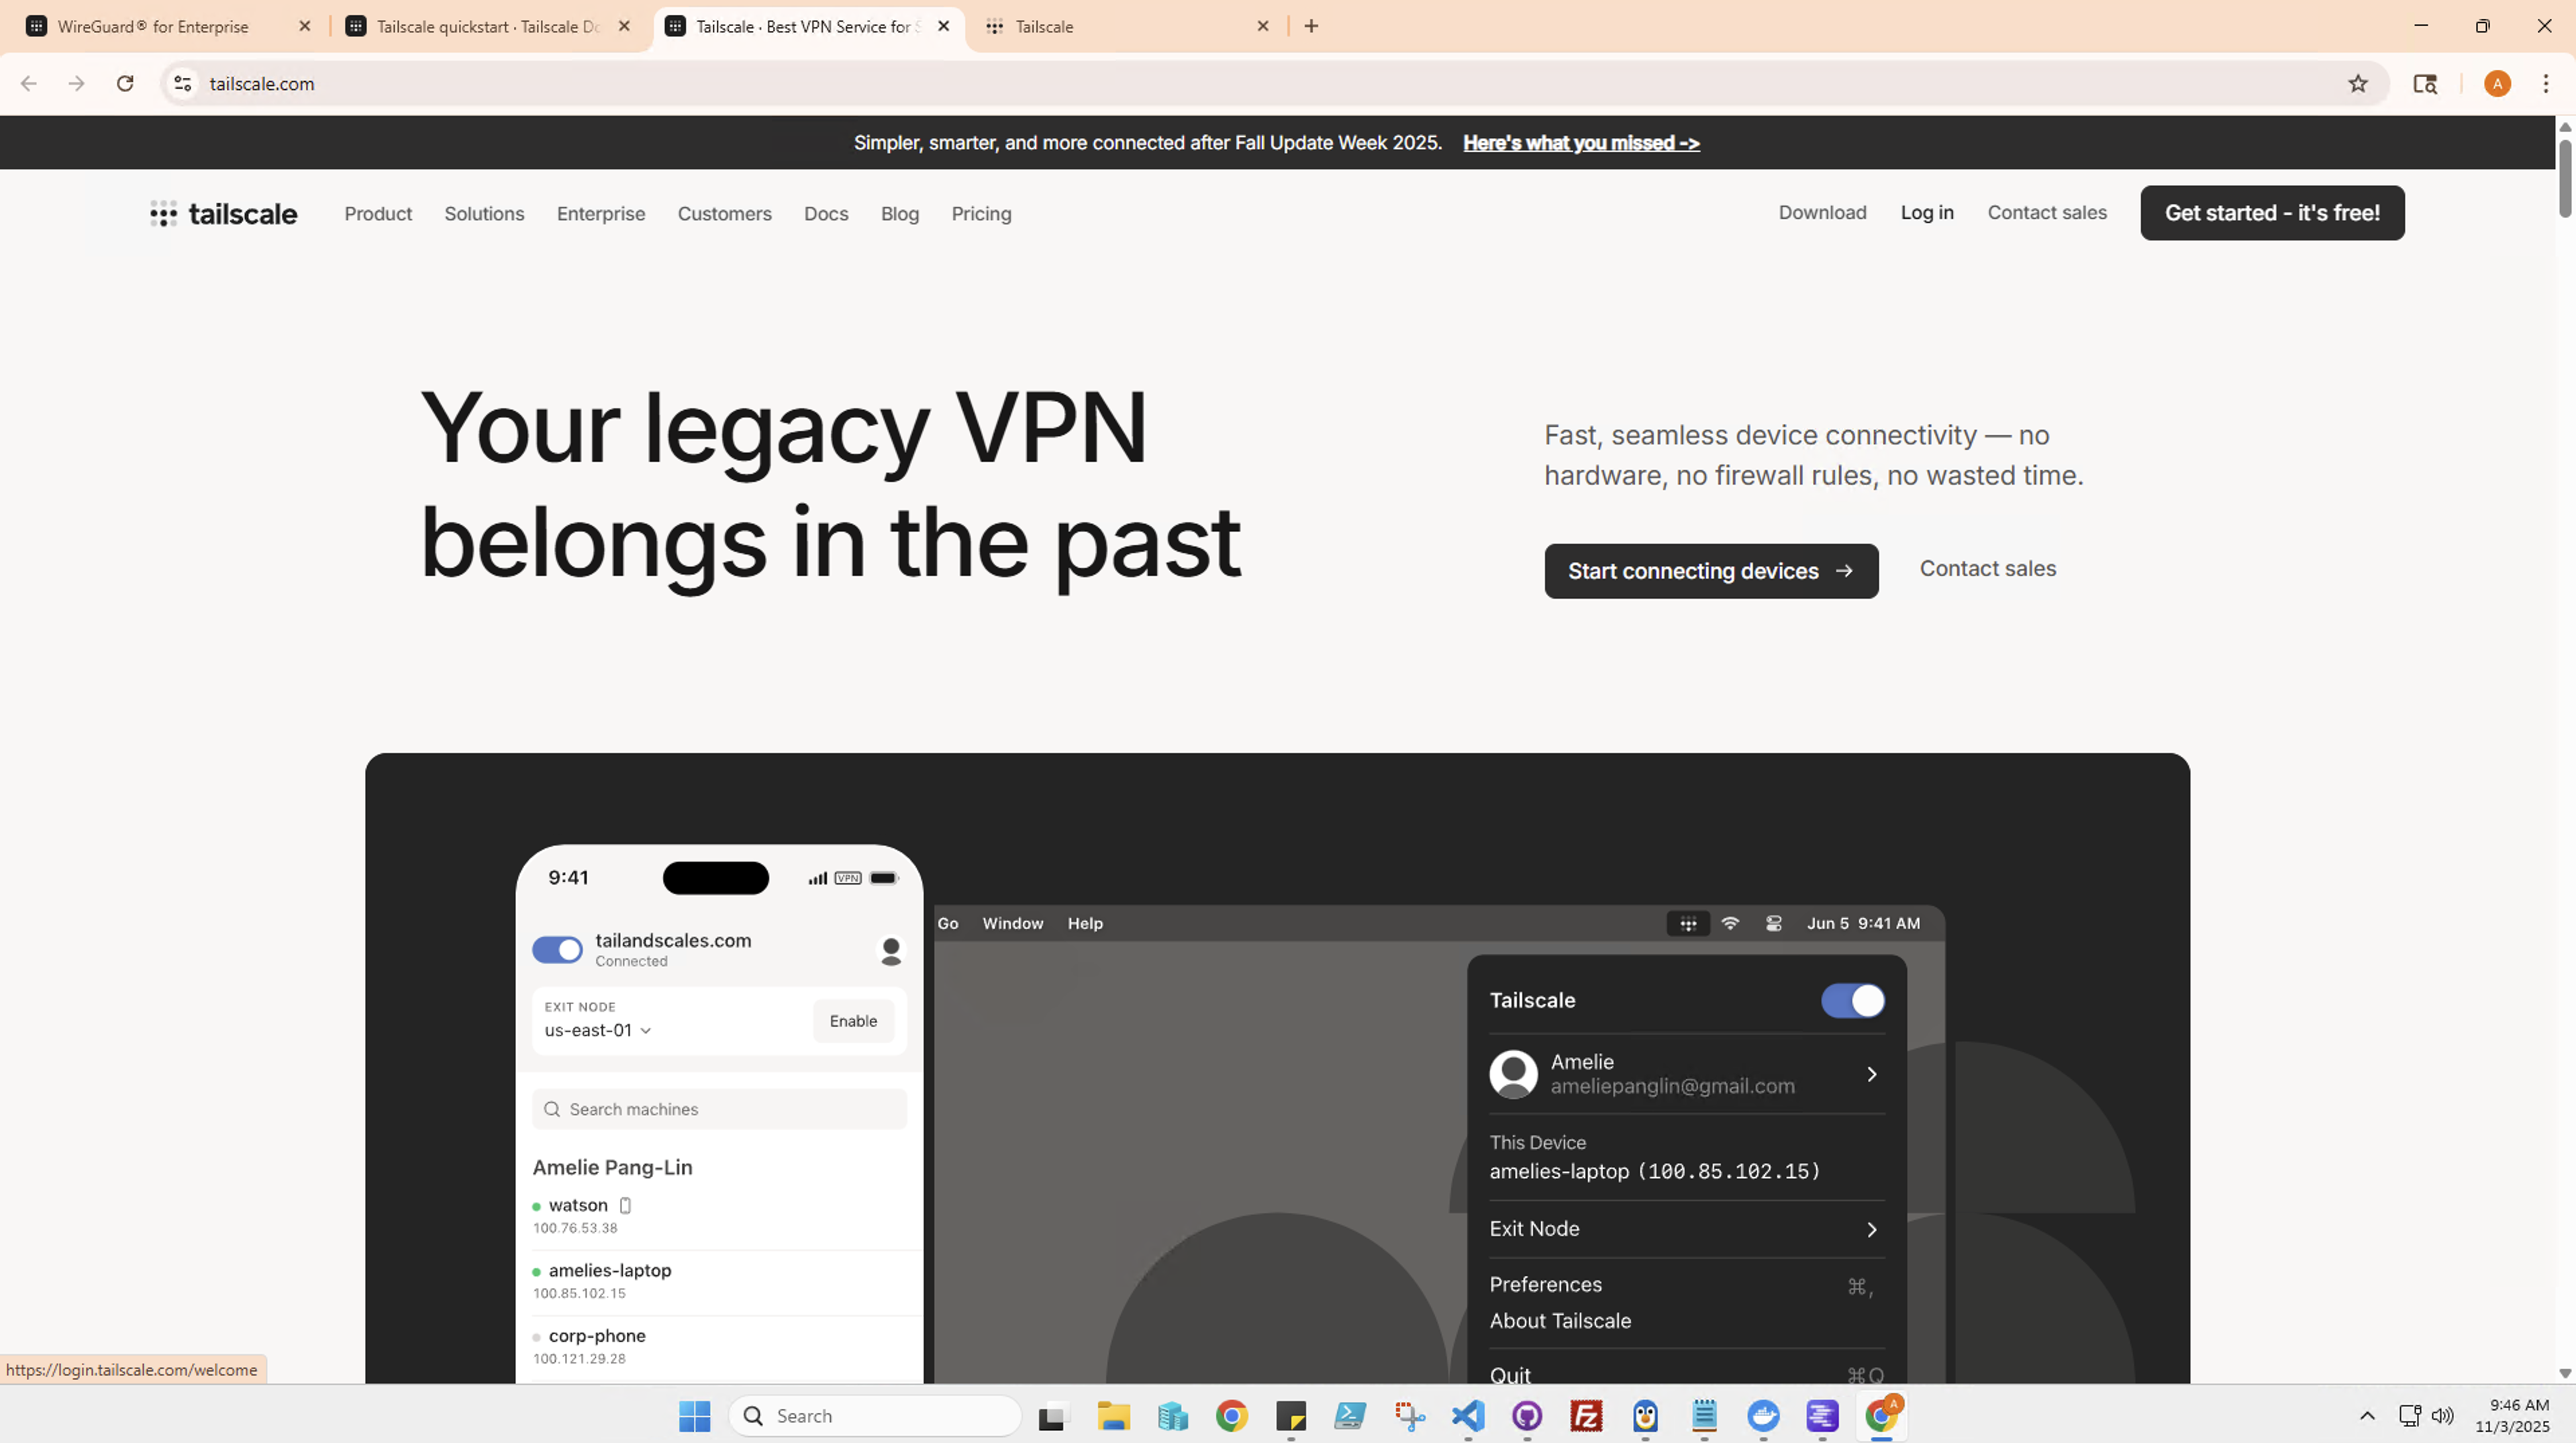 WireGuard® for Enterprise
Tailscale quickstart · Tailscale Do
Tailscale · Best VPN Service for S
Tailscale
A
tailscale.com
Simpler, smarter, and more connected after Fall Update Week 2025. Here's what you missed ->
tailscale Product Solutions Enterprise Customers Docs Blog Pricing Download Log in Contact sales Get started - it's free!
Your legacy VPN
belongs in the past
Fast, seamless device connectivity — no
hardware, no firewall rules, no wasted time.
Start connecting devices → Contact sales
9:41 VPN
tailandscales.com
Connected
EXIT NODE
us-east-01
Enable
Search machines
Amelie Pang-Lin
watson
100.76.53.38
amelies-laptop
100.85.102.15
corp-phone
100.121.29.28
Go Window Help Jun 5 9:41 AM
Tailscale
Amelie
ameliepanglin@gmail.com
This Device
amelies-laptop (100.85.102.15)
Exit Node
Preferences ⌘,
About Tailscale
Quit ⌘Q
https://login.tailscale.com/welcome
Search
Fz
A
9:46 AM
11/3/2025